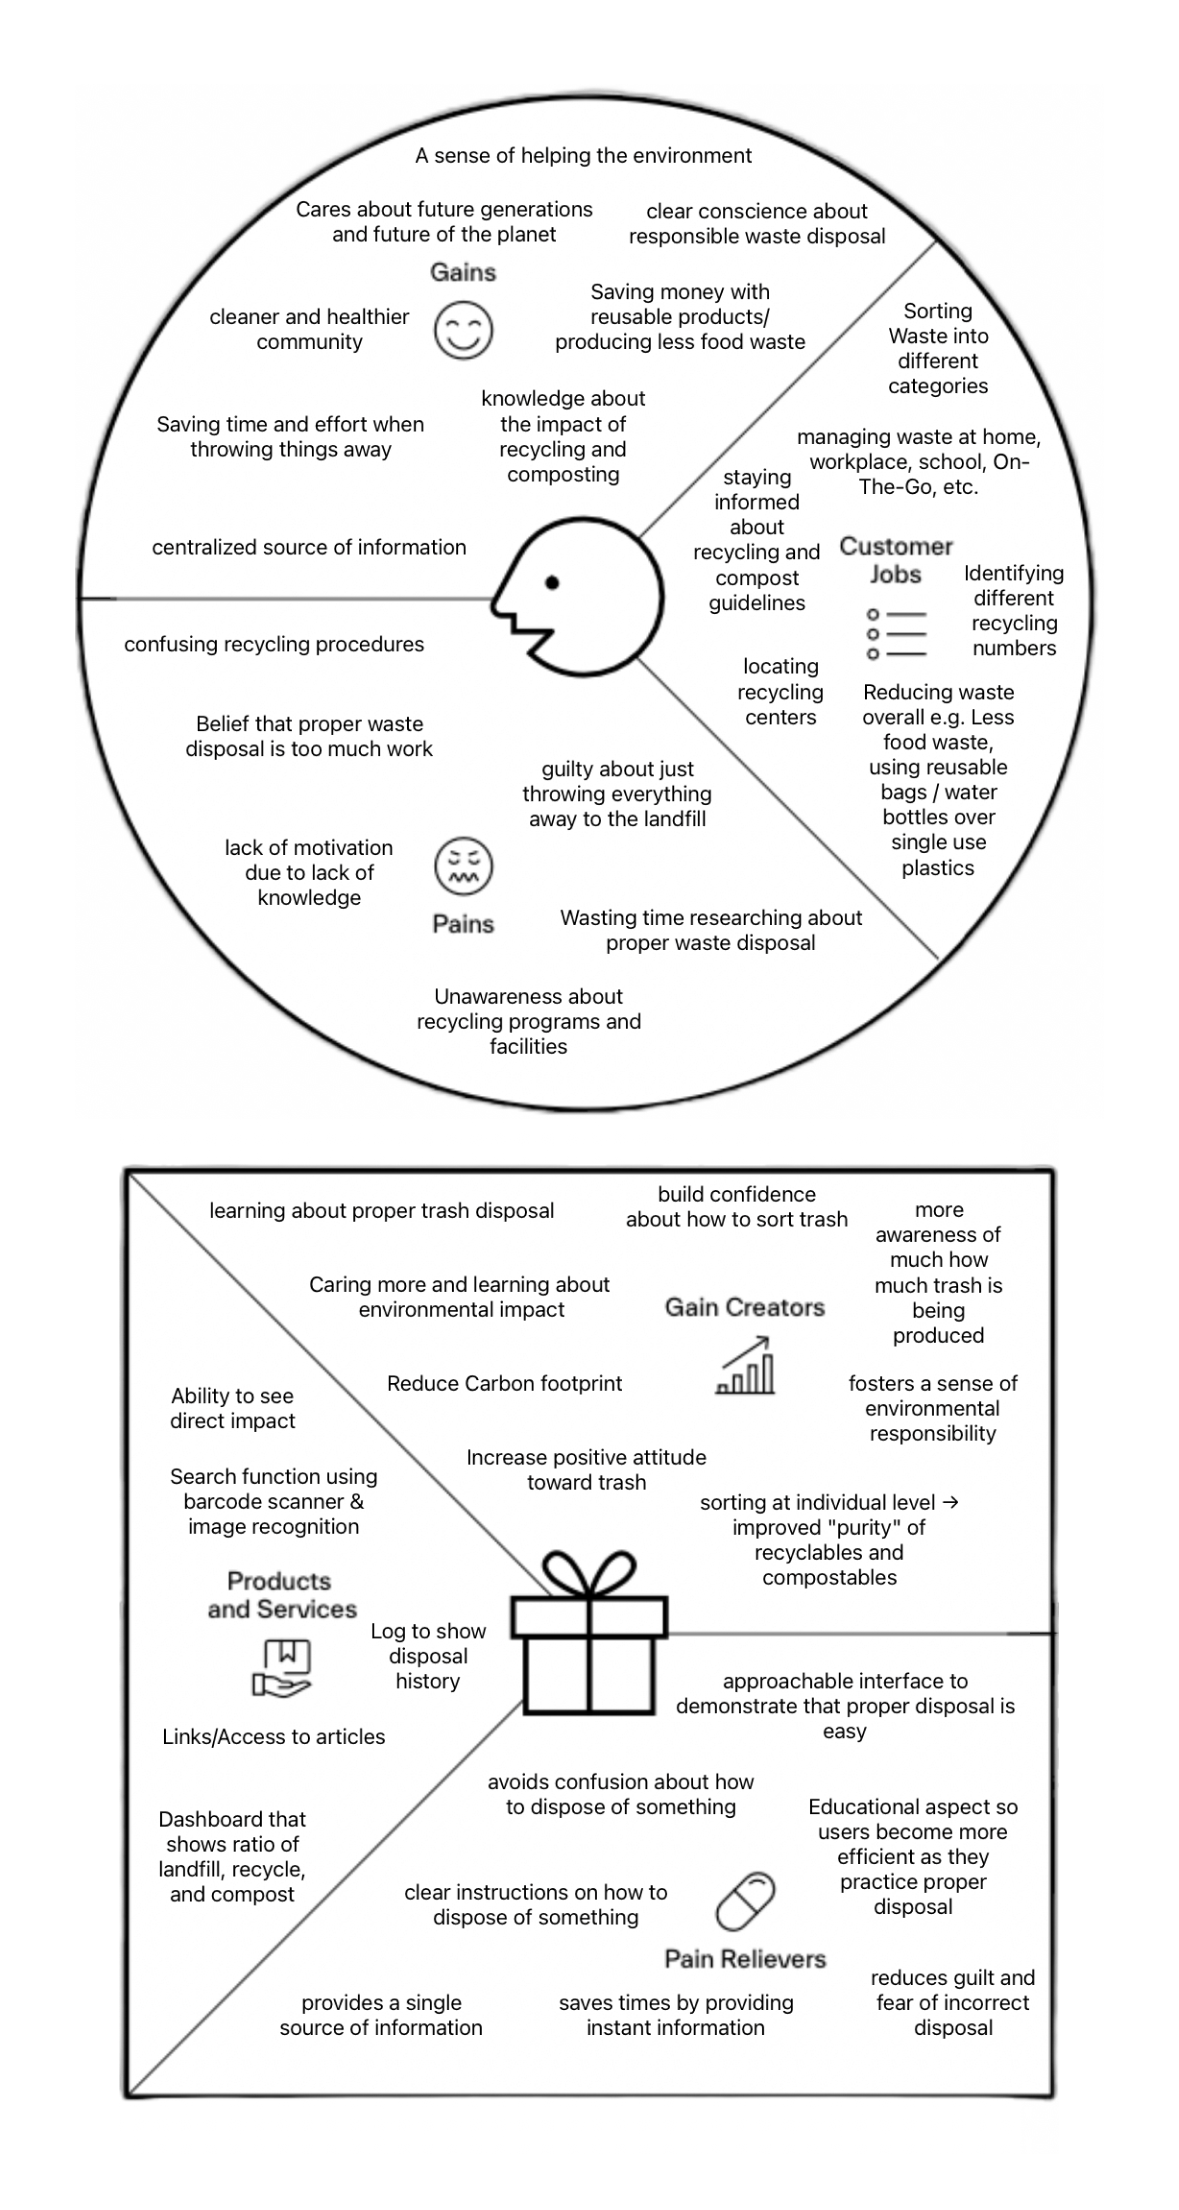 A sense of helping the environment
Cares about future generations
and future of the planet
clear conscience about
responsible waste disposal
Gains
cleaner and healthier
community
Saving money with
reusable products/
producing less food waste
Saving time and effort when
throwing things away
knowledge about
the impact of
recycling and
composting
centralized source of information
Sorting
Waste into
different
categories
managing waste at home,
workplace, school, On-
The-Go, etc.
staying
informed
about
recycling and
compost
guidelines
Customer
Jobs
Identifying
different
recycling
numbers
locating
recycling
centers
Reducing waste
overall e.g. Less
food waste,
using reusable
bags / water
bottles over
single use
plastics
confusing recycling procedures
Belief that proper waste
disposal is too much work
guilty about just
throwing everything
away to the landfill
lack of motivation
due to lack of
knowledge
Pains
Wasting time researching about
proper waste disposal
Unawareness about
recycling programs and
facilities
learning about proper trash disposal
build confidence
about how to sort trash
more
awareness of
much how
much trash is
being
produced
Caring more and learning about
environmental impact
Gain Creators
Reduce Carbon footprint
fosters a sense of
environmental
responsibility
Increase positive attitude
toward trash
sorting at individual level →
improved "purity" of
recyclables and
compostables
Ability to see
direct impact
Search function using
barcode scanner &
image recognition
Products
and Services
Log to show
disposal
history
Links/Access to articles
Dashboard that
shows ratio of
landfill, recycle,
and compost
approachable interface to
demonstrate that proper disposal is
easy
avoids confusion about how
to dispose of something
Educational aspect so
users become more
efficient as they
practice proper
disposal
clear instructions on how to
dispose of something
Pain Relievers
provides a single
source of information
saves times by providing
instant information
reduces guilt and
fear of incorrect
disposal